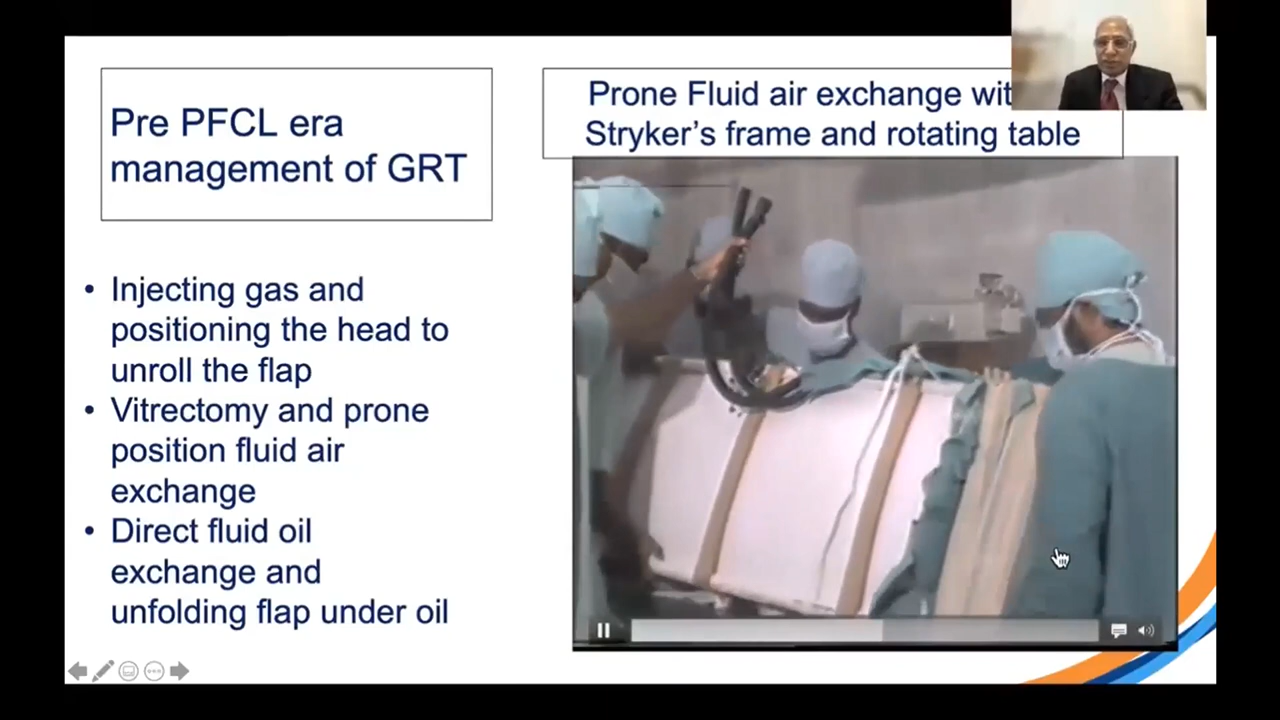 Pre PFCL era
management of GRT
Prone Fluid air exchange
Stryker's frame and rotating table
• Injecting gas and
positioning the head to
unroll the flap
• Vitrectomy and prone
position fluid air
exchange
• Direct fluid oil
exchange and
unfolding flap under oil